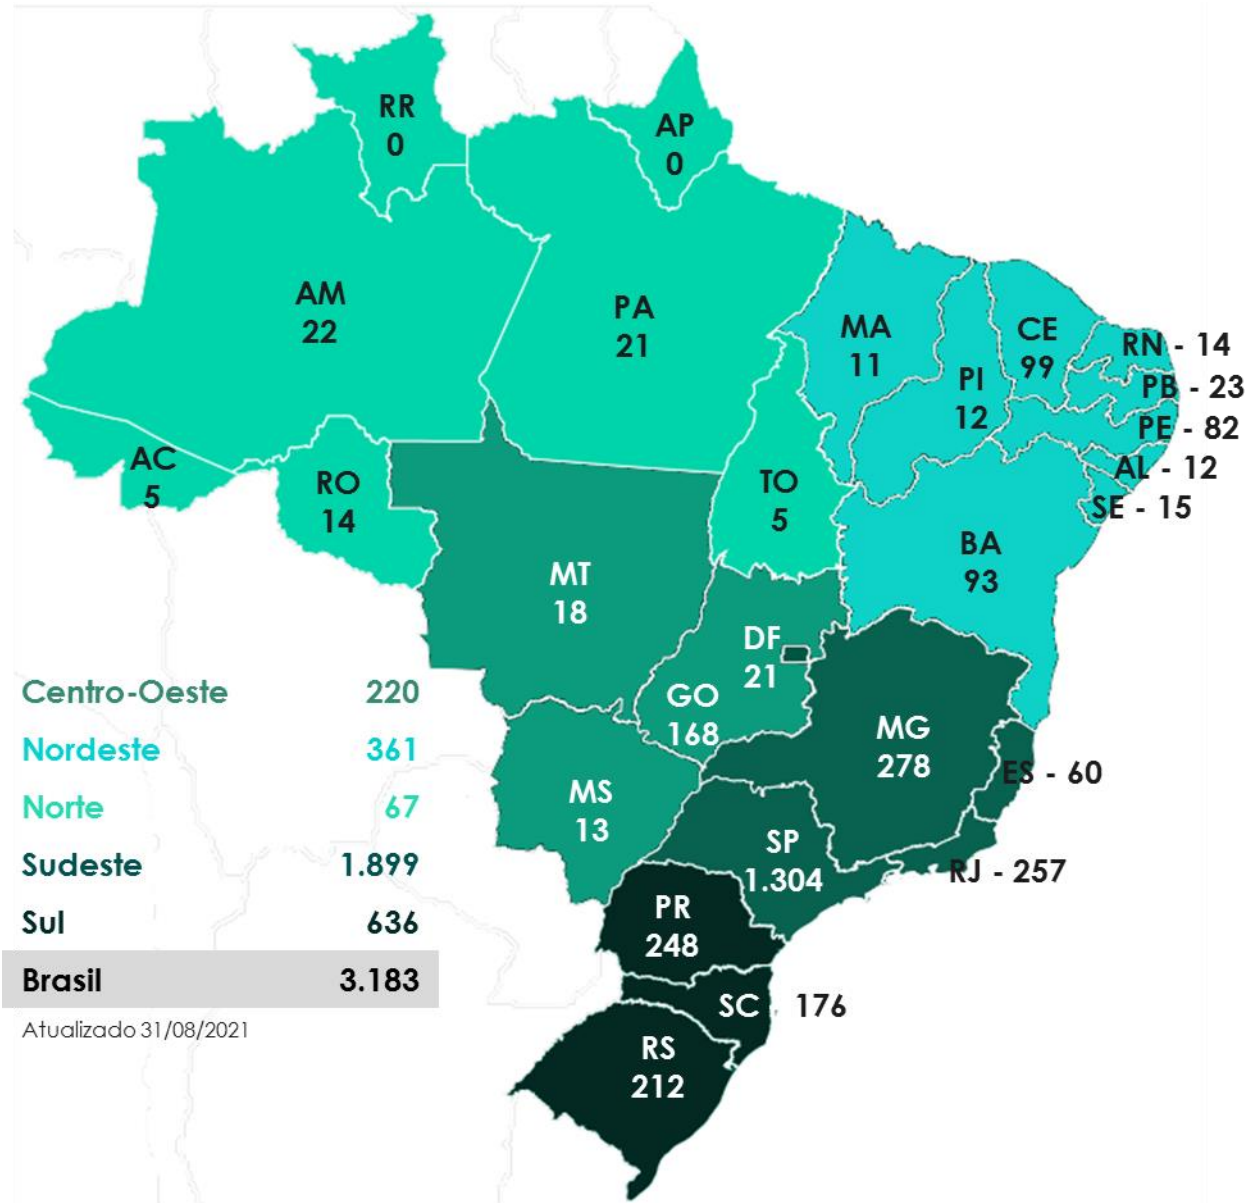 RR
0
AP
0
AM
22
PA
21
MA
11
CE
99
RN - 14
PI
12
PB - 23
PE - 82
AC
5
RO
14
TO
5
AL - 12
SE - 15
BA
93
MT
18
DF
21
GO
168
MG
278
ES - 60
MS
13
SP
1.304
RJ - 257
PR
248
SC 176
RS
212
Centro-Oeste 220
Nordeste 361
Norte 67
Sudeste 1.899
Sul 636
Brasil 3.183
Atualizado 31/08/2021